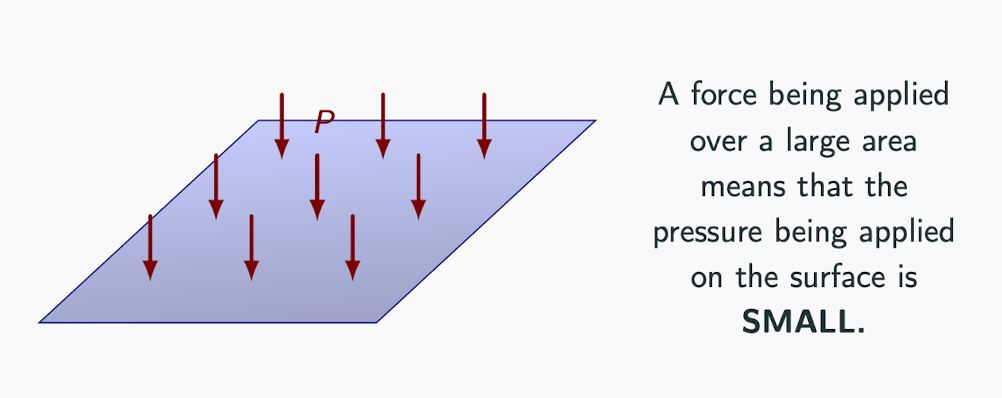 P
A force being applied
over a large area
means that the
pressure being applied
on the surface is
SMALL.